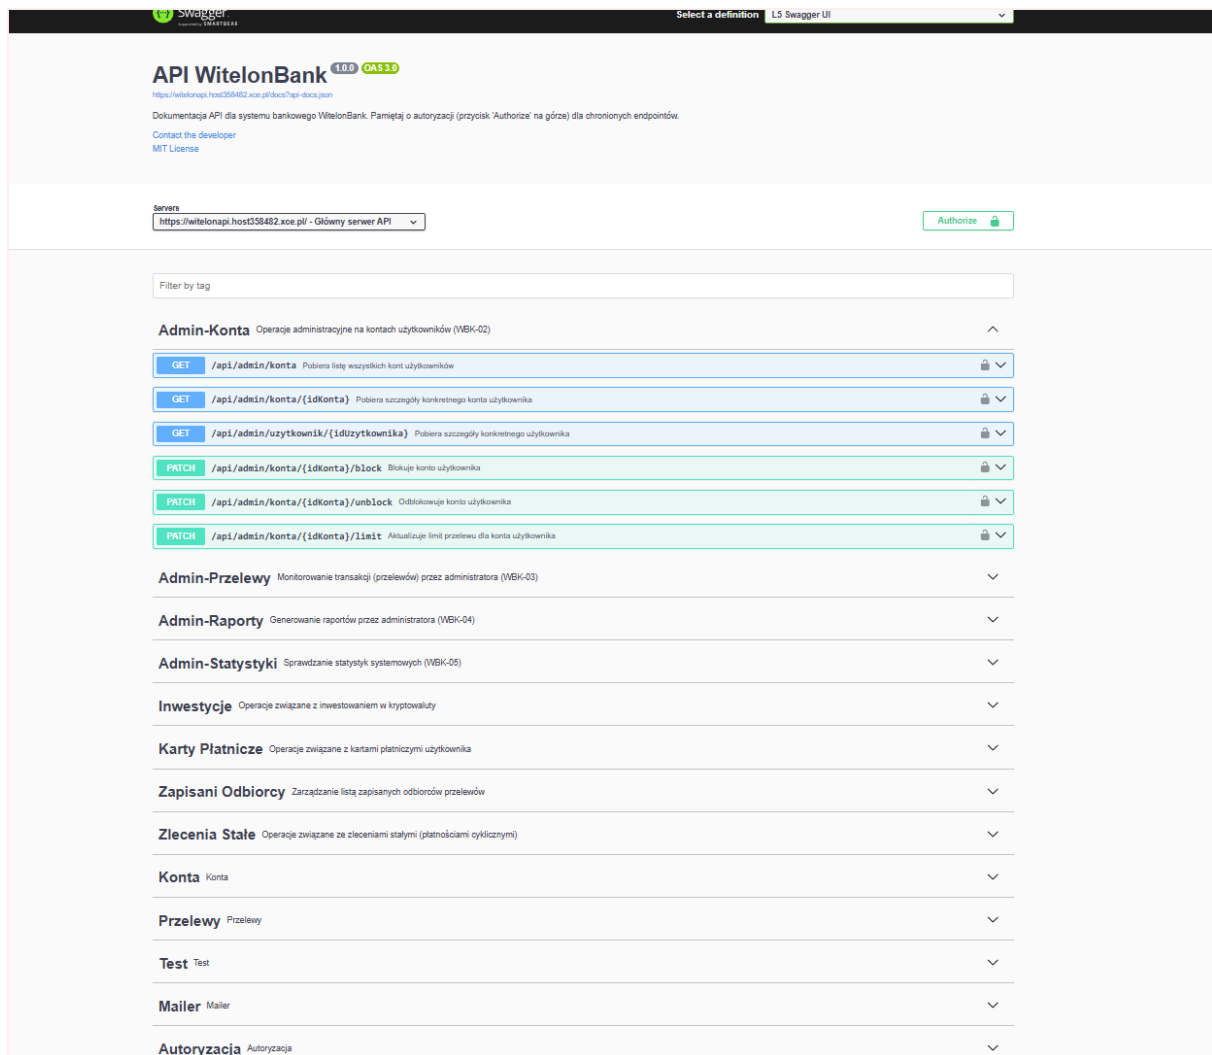 Swagger.
Supported by SMARTBEAR
Select a definition L5 Swagger UI
API WitelonBank 1.0.0 OAS 3.0
https://witelonapi.host358482.xce.pl/docs?api-docs.json
Dokumentacja API dla systemu bankowego WitelonBank. Pamiętaj o autoryzacji (przycisk 'Authorize' na górze) dla chronionych endpointów.
Contact the developer
MIT License
Servers
https://witelonapi.host358482.xce.pl/ - Główny serwer API
Authorize
Filter by tag
Admin-Konta Operacje administracyjne na kontach użytkowników (WBK-02)
GET /api/admin/konta Pobiera listę wszystkich kont użytkowników
GET /api/admin/konta/{idKonta} Pobiera szczegóły konkretnego konta użytkownika
GET /api/admin/uzytkownik/{idUzytkownika} Pobiera szczegóły konkretnego użytkownika
PATCH /api/admin/konta/{idKonta}/block Blokuje konto użytkownika
PATCH /api/admin/konta/{idKonta}/unblock Odblokowuje konto użytkownika
PATCH /api/admin/konta/{idKonta}/limit Aktualizuje limit przelewu dla konta użytkownika
Admin-Przelewy Monitorowanie transakcji (przelewów) przez administratora (WBK-03)
Admin-Raporty Generowanie raportów przez administratora (WBK-04)
Admin-Statystyki Sprawdzanie statystyk systemowych (WBK-05)
Inwestycje Operacje związane z inwestowaniem w kryptowaluty
Karty Płatnicze Operacje związane z kartami płatniczymi użytkownika
Zapisani Odbiorcy Zarządzanie listą zapisanych odbiorców przelewów
Zlecenia Stałe Operacje związane ze zleceniami stałymi (płatnościami cyklicznymi)
Konta Konta
Przelewy Przelewy
Test Test
Mailer Mailer
Autoryzacja Autoryzacja